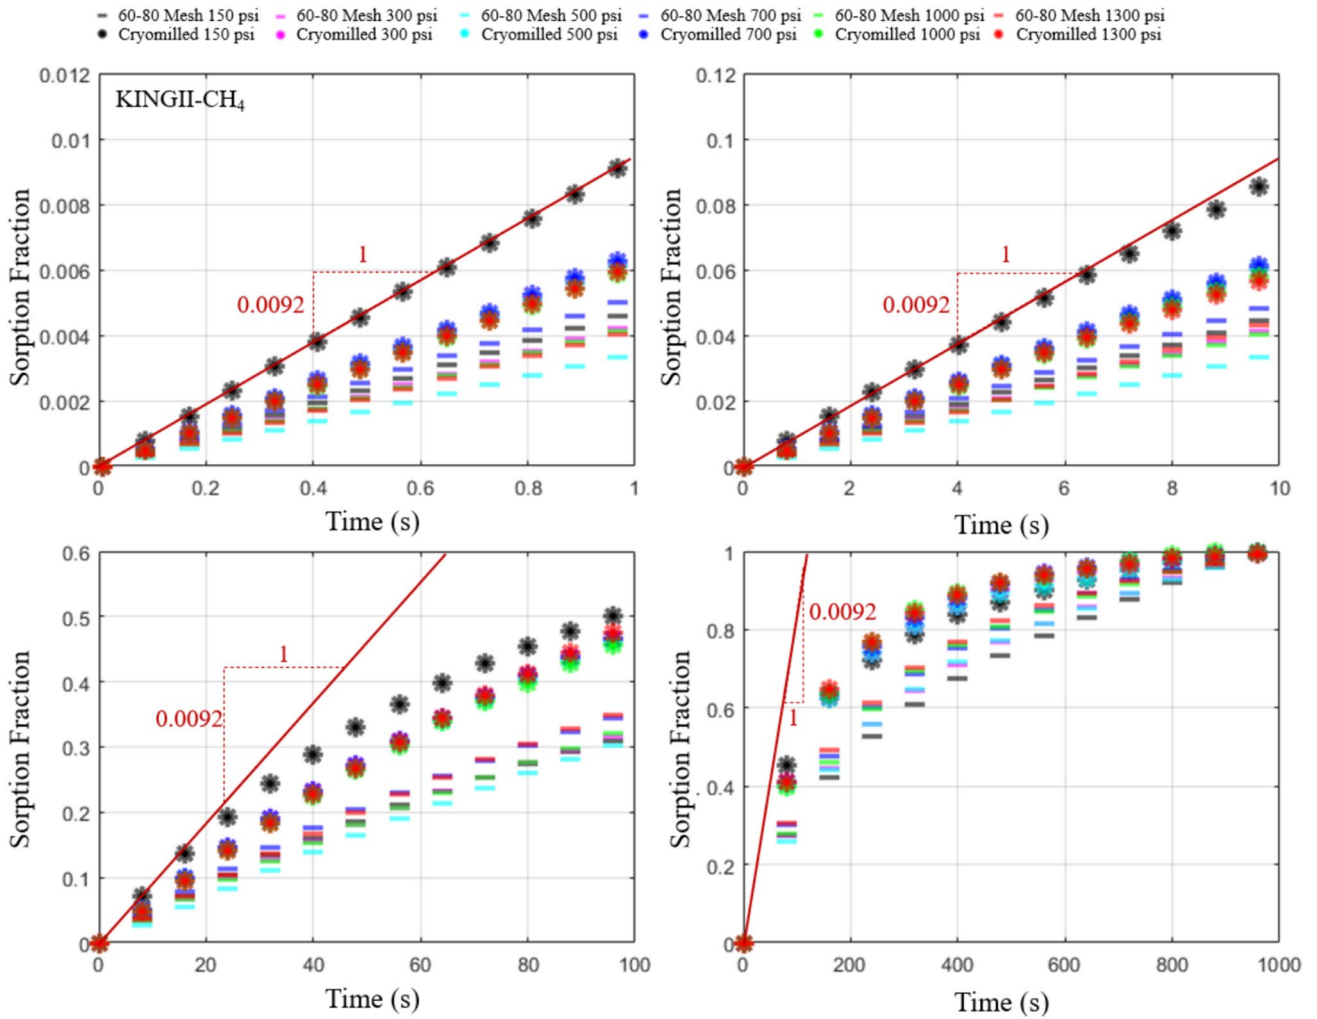 60-80 Mesh 150 psi 60-80 Mesh 300 psi 60-80 Mesh 500 psi 60-80 Mesh 700 psi 60-80 Mesh 1000 psi 60-80 Mesh 1300 psi
Cryomilled 150 psi Cryomilled 300 psi Cryomilled 500 psi Cryomilled 700 psi Cryomilled 1000 psi Cryomilled 1300 psi
KINGII-CH₄
0.012
0.01
0.008
0.006
0.004
0.002
0
Sorption Fraction
1
0.0092
0 0.2 0.4 0.6 0.8 1
Time (s)
0.12
0.1
0.08
0.06
0.04
0.02
0
Sorption Fraction
1
0.0092
0 2 4 6 8 10
Time (s)
0.6
0.5
0.4
0.3
0.2
0.1
0
Sorption Fraction
1
0.0092
0 20 40 60 80 100
Time (s)
1
0.8
0.6
0.4
0.2
0
Sorption Fraction
0.0092
1
0 200 400 600 800 1000
Time (s)